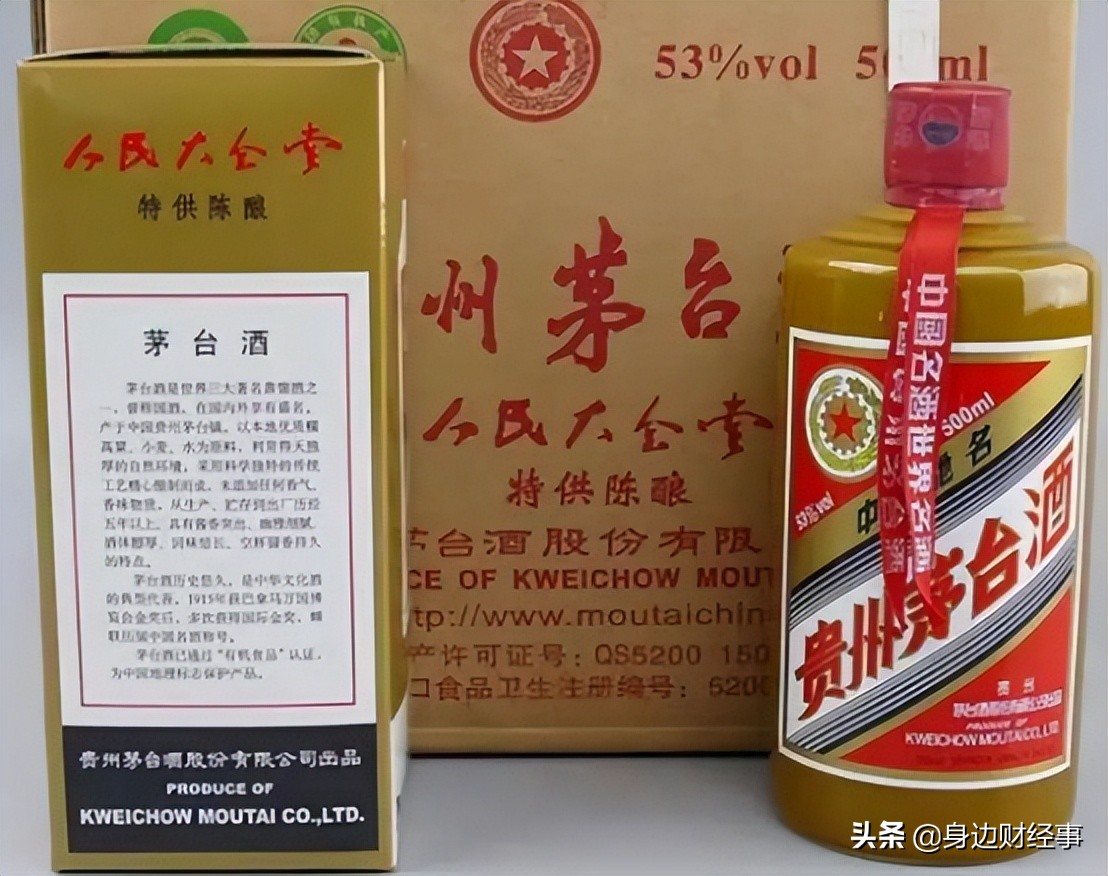 人民大会堂
特供陈酿
茅台酒
茅台酒是世界三大著名蒸馏酒之
一，曾称国酒，在国内外享有盛名。
产于中国贵州茅台镇，以本地优质糯
高粱、小麦、水为原料，利用得天独
厚的自然环境，采用科学独特的传统
工艺精心酿制而成，未添加任何香气、
香味物质，从生产、贮存到出厂历经
五年以上，具有酱香突出、幽雅细腻、
酒体醇厚、回味悠长、空杯留香持久
的特点。
茅台酒历史悠久，是中华文化酒
的典型代表，1915年获巴拿马万国博
览会金奖后，多次获得国际金奖，蝉
联历届中国名酒称号。
茅台酒已通过“有机食品”认证，
为中国地理标志保护产品。
贵州茅台酒股份有限公司出品
PRODUCE OF
KWEICHOW MOUTAI CO.,LTD.
53%vol 50 ml
州茅台
人民大会堂
特供陈酿
台酒股份有限
CE OF KWEICHOW MOUT
tp://www.moutaichin
产许可证号：QS5200 150
口食品卫生注册编号：5200
中国名酒世界名酒
500ml
53%vol
中 地名
贵州茅台酒
贵州
PRODUCE OF
KWEICHOW MOUTAI CO., LTD.
头条 @身边财经事